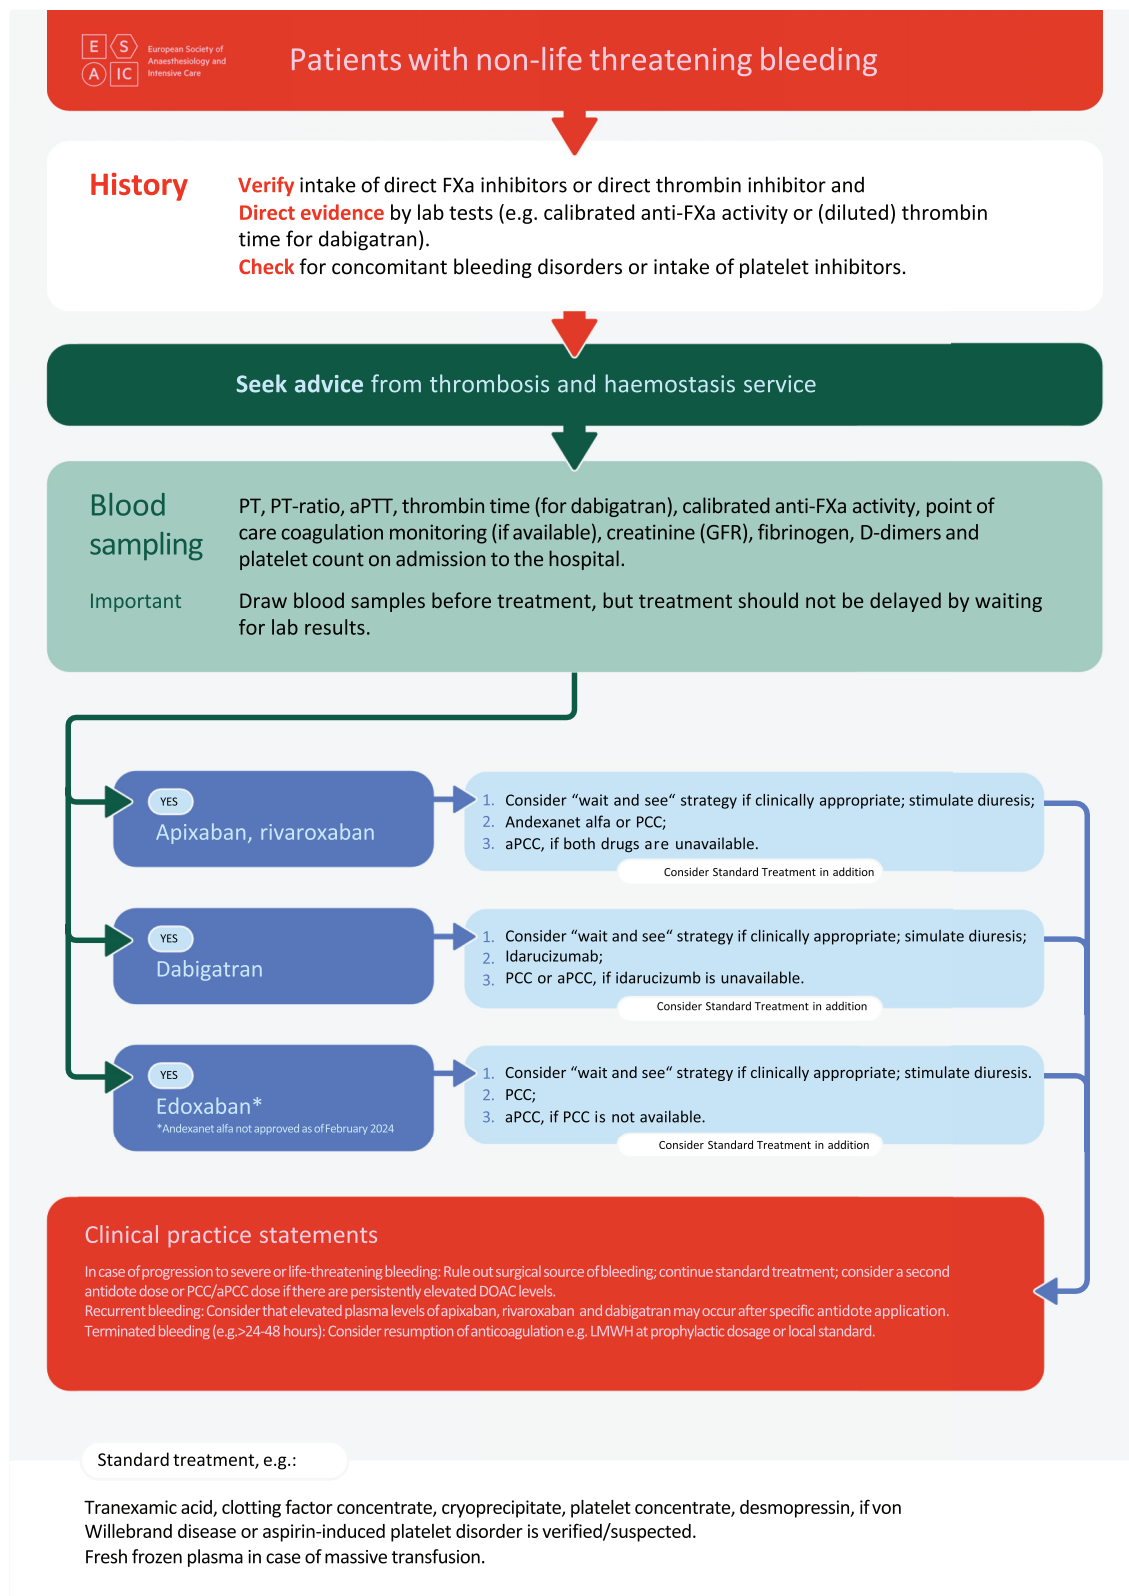 E S
A IC
European Society of
Anaesthesiology and
Intensive Care
Patients with non-life threatening bleeding
History
Verify intake of direct FXa inhibitors or direct thrombin inhibitor and
Direct evidence by lab tests (e.g. calibrated anti-FXa activity or (diluted) thrombin
time for dabigatran).
Check for concomitant bleeding disorders or intake of platelet inhibitors.
Seek advice from thrombosis and haemostasis service
Blood
sampling
PT, PT-ratio, aPTT, thrombin time (for dabigatran), calibrated anti-FXa activity, point of
care coagulation monitoring (if available), creatinine (GFR), fibrinogen, D-dimers and
platelet count on admission to the hospital.
Important
Draw blood samples before treatment, but treatment should not be delayed by waiting
for lab results.
YES
Apixaban, rivaroxaban
1. Consider “wait and see“ strategy if clinically appropriate; stimulate diuresis;
2. Andexanet alfa or PCC;
3. aPCC, if both drugs are unavailable.
Consider Standard Treatment in addition
YES
Dabigatran
1. Consider “wait and see“ strategy if clinically appropriate; simulate diuresis;
2. Idarucizumab;
3. PCC or aPCC, if idarucizumb is unavailable.
Consider Standard Treatment in addition
YES
Edoxaban*
*Andexanet alfa not approved as of February 2024
1. Consider “wait and see“ strategy if clinically appropriate; stimulate diuresis.
2. PCC;
3. aPCC, if PCC is not available.
Consider Standard Treatment in addition
Clinical practice statements
In case of progression to severe or life-threatening bleeding: Rule out surgical source of bleeding; continue standard treatment; consider a second
antidote dose or PCC/aPCC dose if there are persistently elevated DOAC levels.
Recurrent bleeding: Consider that elevated plasma levels of apixaban, rivaroxaban and dabigatran may occur after specific antidote application.
Terminated bleeding (e.g.>24-48 hours): Consider resumption of anticoagulation e.g. LMWH at prophylactic dosage or local standard.
Standard treatment, e.g.:
Tranexamic acid, clotting factor concentrate, cryoprecipitate, platelet concentrate, desmopressin, if von
Willebrand disease or aspirin-induced platelet disorder is verified/suspected.
Fresh frozen plasma in case of massive transfusion.